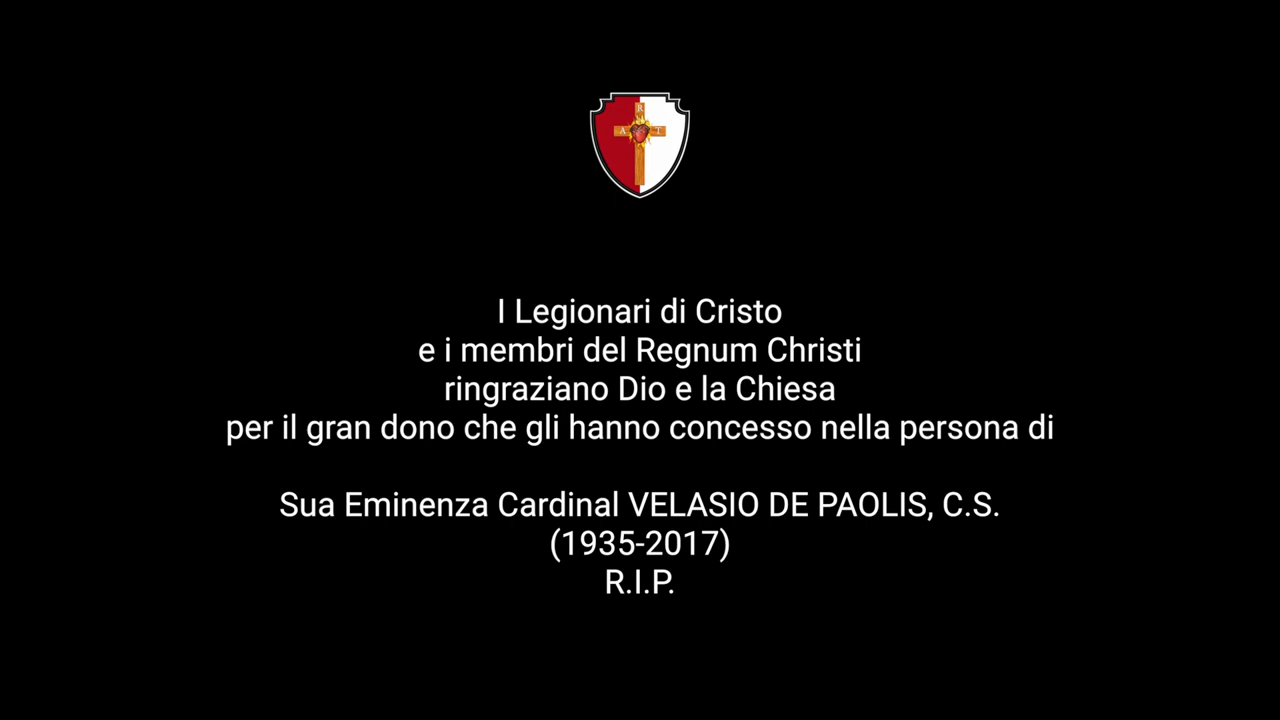 R
A T
I Legionari di Cristo
e i membri del Regnum Christi
ringraziano Dio e la Chiesa
per il gran dono che gli hanno concesso nella persona di
Sua Eminenza Cardinal VELASIO DE PAOLIS, C.S.
(1935-2017)
R.I.P.